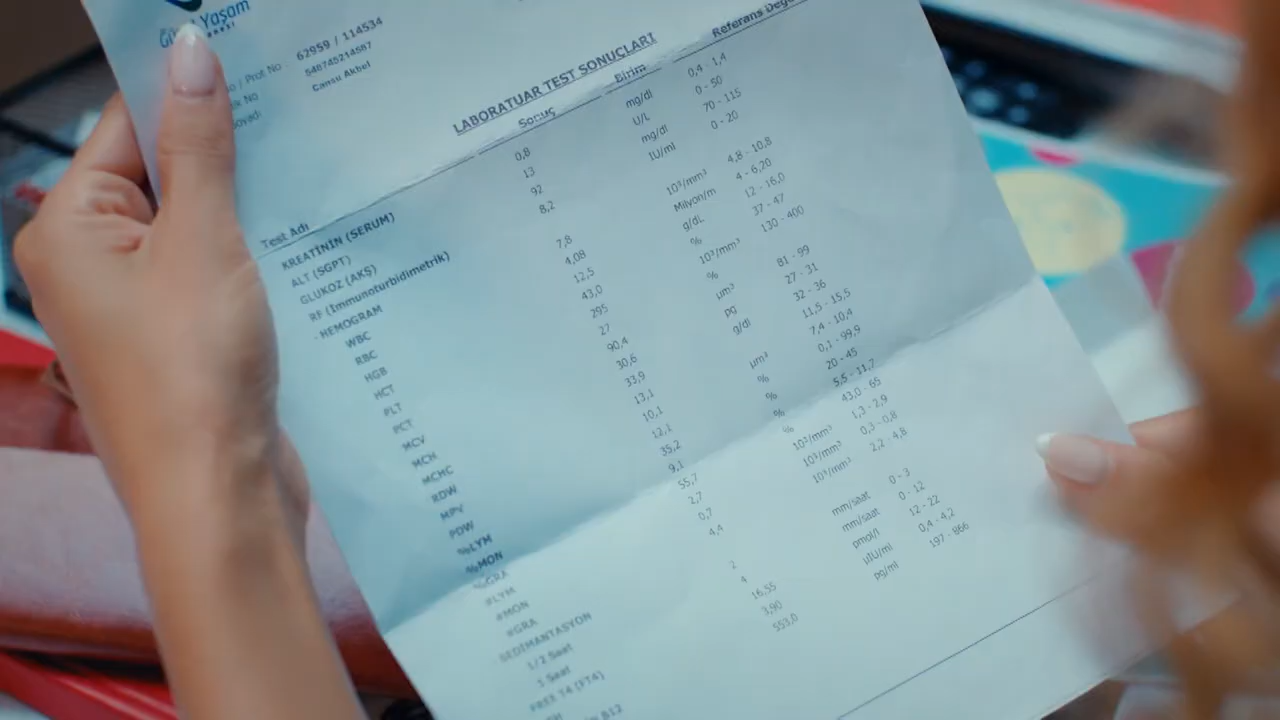 Yaşam
/ Prot No 62959 / 114534
No 548745214587
Cansu Akbel
LABORATUAR TEST SONUÇLARI
Test Adı Sonuç Birim Referans
KREATİNİN (SERUM) 0,8 mg/dl 0,4 - 1,4
ALT (SGPT) 13 U/L 0 - 50
GLUKOZ (AKŞ) 92 mg/dl 70 - 115
RF (İmmunoturbidimetrik) 8,2 IU/ml 0 - 20
- HEMOGRAM
WBC 7,8 10³/mm³ 4,8 - 10,8
RBC 4,08 Milyon/m 4 - 6,20
HGB 12,5 g/dL 12 - 16,0
HCT 43,0 % 37 - 47
PLT 295 10³/mm³ 130 - 400
PCT 27 %
MCV 90,4 µm³ 81 - 99
MCH 30,6 pg 27 - 31
MCHC 33,9 g/dl 32 - 36
RDW 13,1 11,5 - 15,5
MPV 10,1 µm³ 7,4 - 10,4
PDW 12,1 % 0,1 - 99,9
%LYM 35,2 % 20 - 45
%MON 9,1 % 5,5 - 11,7
%GRA 55,7 % 43,0 - 65
#LYM 2,7 10³/mm³ 1,3 - 2,9
#MON 0,7 10³/mm³ 0,3 - 0,8
#GRA 4,4 10³/mm³ 2,2 - 4,8
- SEDIMANTASYON
1/2 Saat 2 mm/saat 0 - 3
1 Saat 4 mm/saat 0 - 12
FREE T4 (FT4) 16,55 pmol/l 12 - 22
3,90 µIU/ml 0,4 - 4,2
B12 553,0 pg/ml 197 - 866